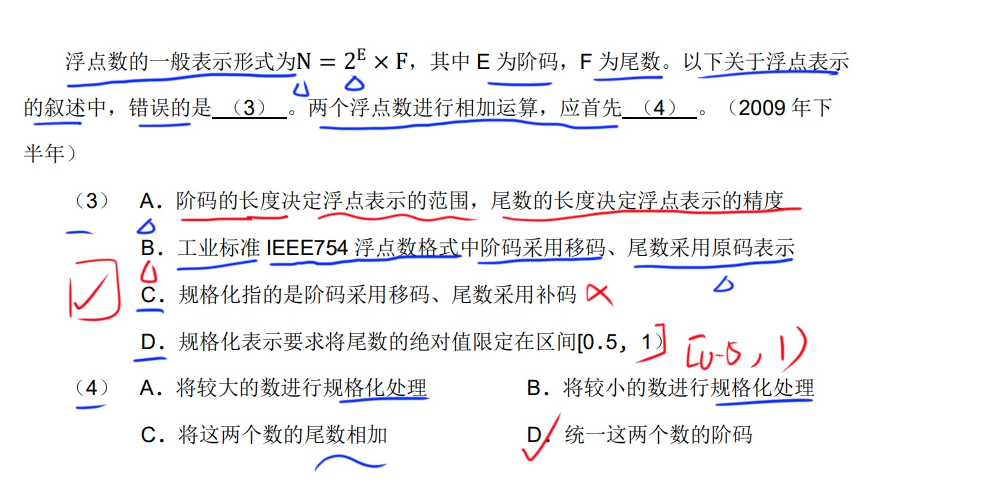 浮点数的一般表示形式为N = 2^E × F，其中 E 为阶码，F 为尾数。以下关于浮点表示
的叙述中，错误的是 （3） 。两个浮点数进行相加运算，应首先 （4） 。（2009 年下
半年）
（3） A．阶码的长度决定浮点表示的范围，尾数的长度决定浮点表示的精度
B．工业标准 IEEE754 浮点数格式中阶码采用移码、尾数采用原码表示
C．规格化指的是阶码采用移码、尾数采用补码
D．规格化表示要求将尾数的绝对值限定在区间[0.5，1） [0.5，1)
（4） A．将较大的数进行规格化处理 B．将较小的数进行规格化处理
C．将这两个数的尾数相加 D．统一这两个数的阶码